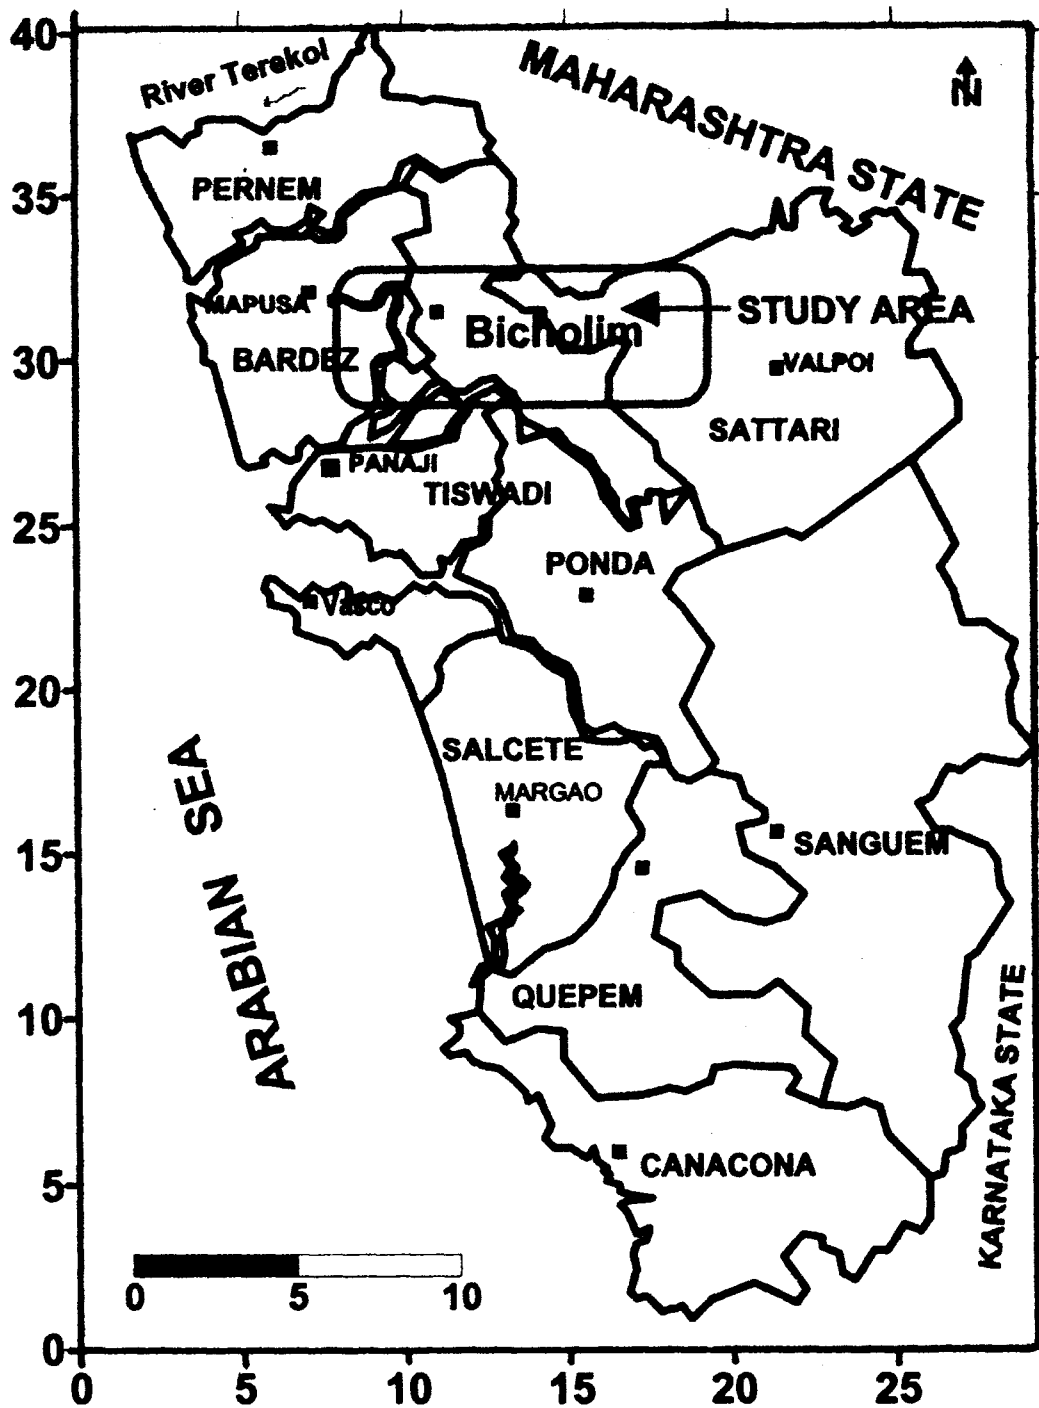 40
River Terekol
MAHARASHTRA STATE
N
35
PERNEM
MAPUSA
STUDY AREA
Bicholim
30
BARDEZ
VALPOI
SATTARI
PANAJI
TISWADI
25
PONDA
Vasco
20
SALCETE
MARGAO
15
SANGUEM
ARABIAN SEA
QUEPEM
10
KARNATAKA STATE
CANACONA
5
0 5 10
0
0 5 10 15 20 25